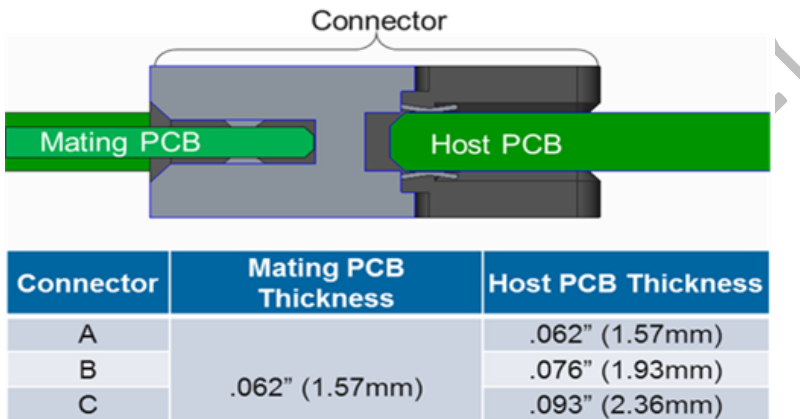 Connector
Mating PCB
Host PCB
Connector
Mating PCB
Thickness
Host PCB Thickness
A
.062” (1.57mm)
B
.076” (1.93mm)
.062” (1.57mm)
C
.093” (2.36mm)